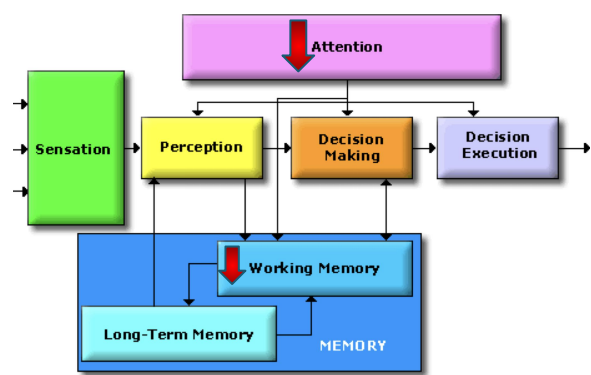 Attention
Sensation
Perception
Decision
Making
Decision
Execution
Working Memory
Long-Term Memory
MEMORY